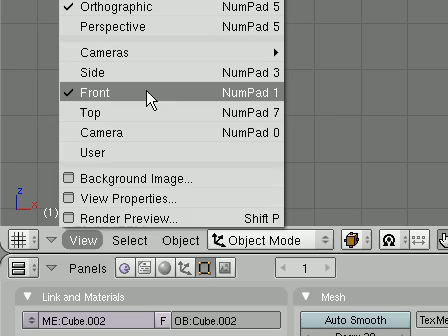 Orthographic NumPad 5
Perspective NumPad 5
Cameras
Side NumPad 3
Front NumPad 1
Top NumPad 7
Camera NumPad 0
User
Background Image...
View Properties...
Render Preview... Shift P
z
x
(1)
View Select Object Object Mode
Panels 1
Link and Materials
Mesh
ME:Cube.002 F OB:Cube.002
Auto Smooth
TexMe